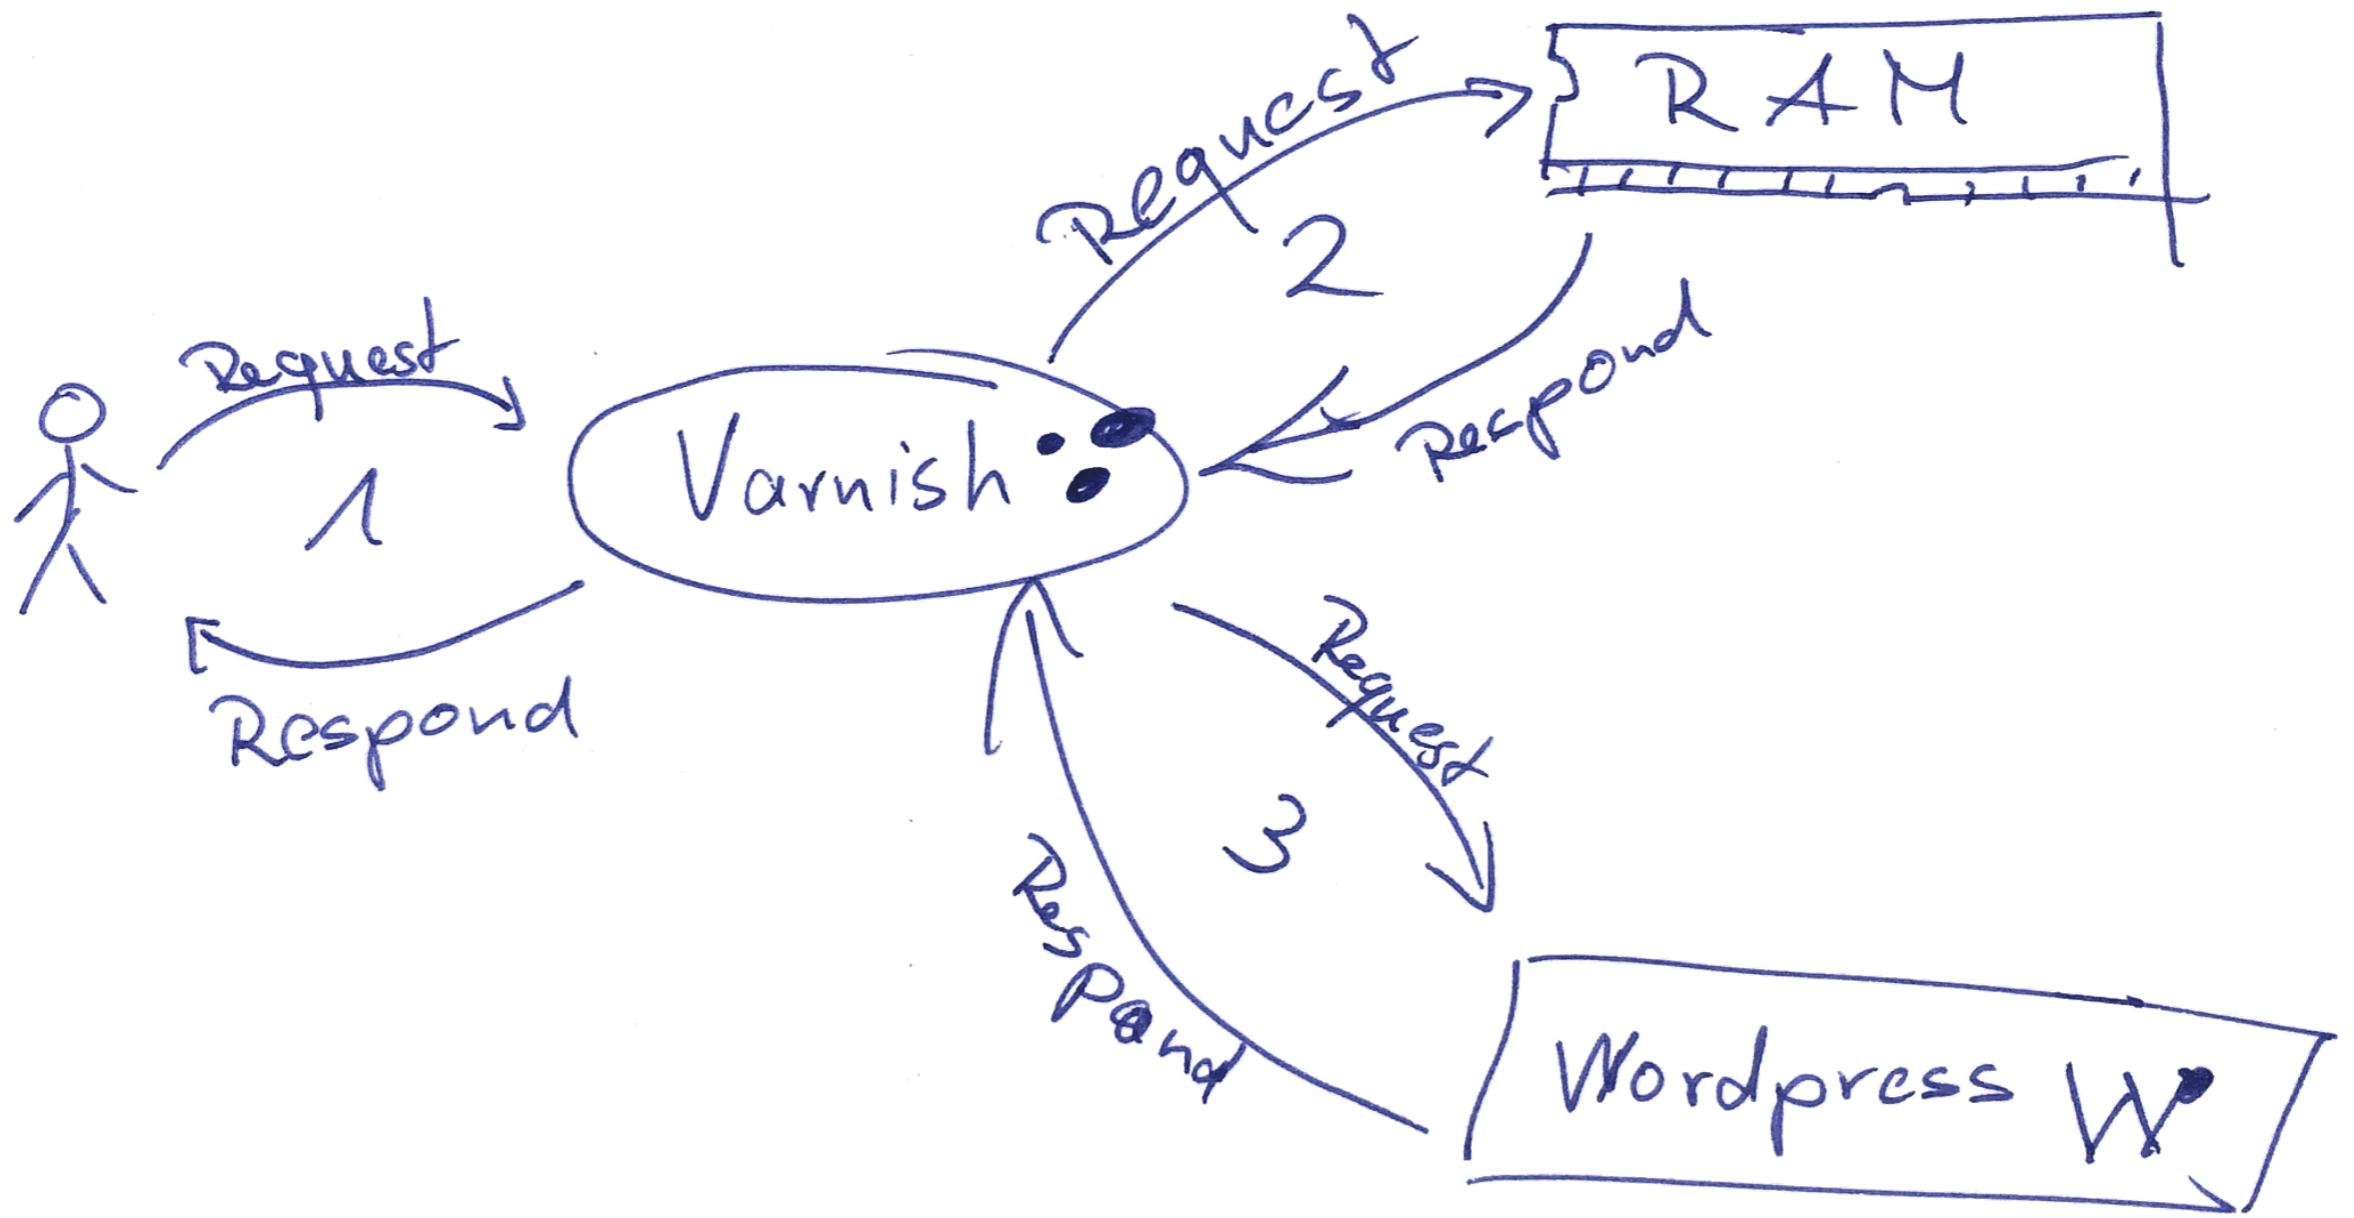 Request
1
Respond
Varnish
Request
2
Respond
RAM
Request
3
Respond
Wordpress W